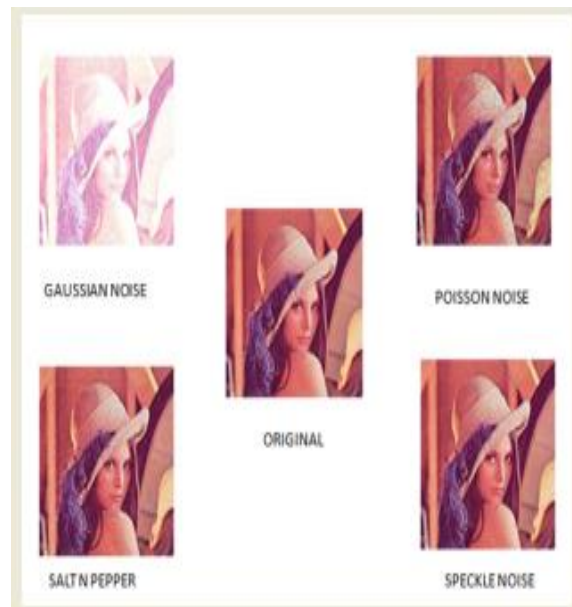 GAUSSIAN NOISE
POISSON NOISE
ORIGINAL
SALT N PEPPER
SPECKLE NOISE